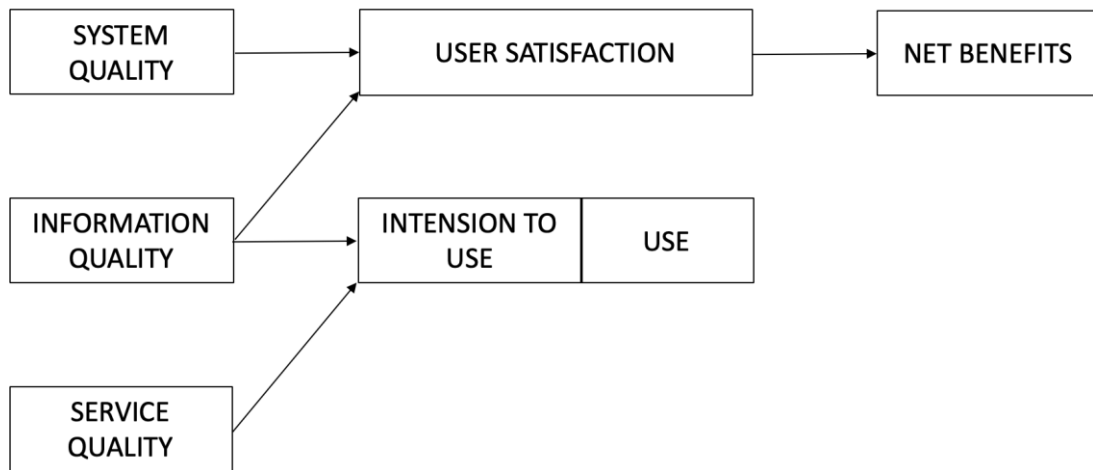 SYSTEM
QUALITY
USER SATISFACTION
NET BENEFITS
INFORMATION
QUALITY
INTENSION TO
USE
USE
SERVICE
QUALITY